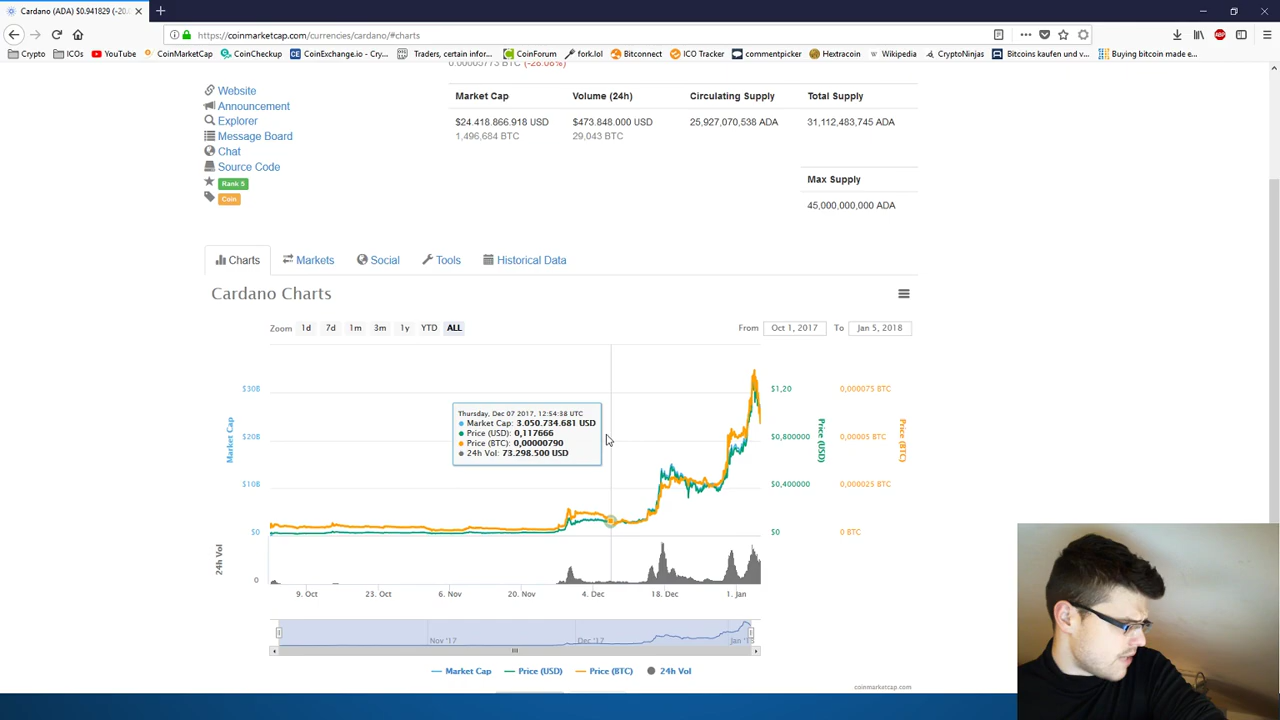 Cardano (ADA) $0.941829 (-20.
https://coinmarketcap.com/currencies/cardano/#charts
Crypto ICOs YouTube CoinMarketCap CoinCheckup CoinExchange.io - Cry... Traders, certain infor... CoinForum fork.lol Bitconnect ICO Tracker commentpicker Hextracoin Wikipedia CryptoNinjas Bitcoins kaufen und v... Buying bitcoin made e...
0.00005773 BTC (-26.08%)
Website
Announcement
Explorer
Message Board
Chat
Source Code
Rank 5
Coin
Market Cap Volume (24h) Circulating Supply Total Supply
$24.418.866.918 USD $473.848.000 USD 25,927,070,538 ADA 31,112,483,745 ADA
1,496,684 BTC 29,043 BTC
Max Supply
45,000,000,000 ADA
Charts Markets Social Tools Historical Data
Cardano Charts
Zoom 1d 7d 1m 3m 1y YTD ALL From Oct 1, 2017 To Jan 5, 2018
$30B $1,20 0,000075 BTC
Thursday, Dec 07 2017, 12:54:38 UTC
Market Cap: 3.050.734.681 USD
Price (USD): 0,117666
Price (BTC): 0,00000790
24h Vol: 73.298.500 USD
$20B $0,800000 0,00005 BTC
Market Cap Price (USD) Price (BTC)
$10B $0,400000 0,000025 BTC
$0 $0 0 BTC
24h Vol
0
9. Oct 23. Oct 6. Nov 20. Nov 4. Dec 18. Dec 1. Jan
Nov '17 Dec '17 Jan '18
Market Cap Price (USD) Price (BTC) 24h Vol
coinmarketcap.com